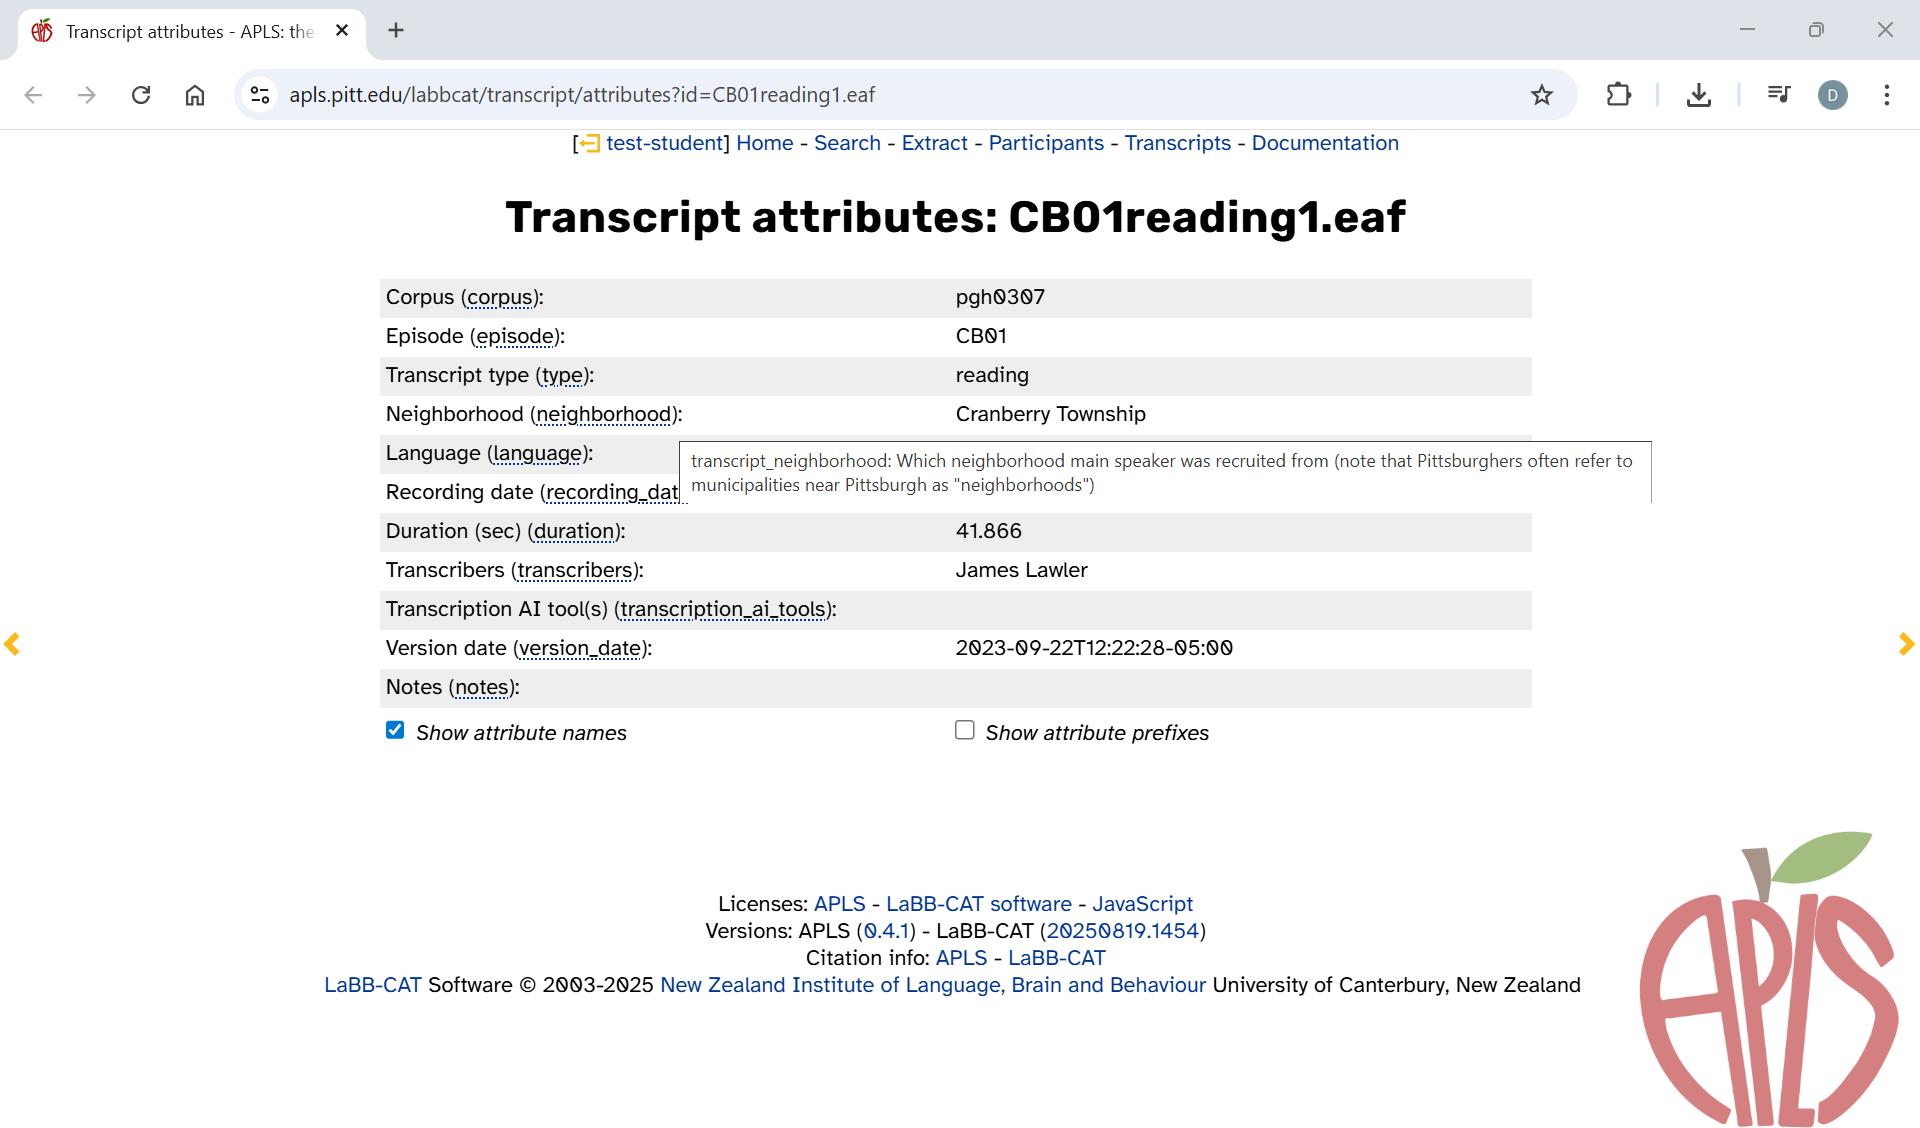 Transcript attributes - APLS: the
apls.pitt.edu/labbcat/transcript/attributes?id=CB01reading1.eaf
D
[test-student] Home - Search - Extract - Participants - Transcripts - Documentation
Transcript attributes: CB01reading1.eaf
Corpus (corpus): pgh0307
Episode (episode): CB01
Transcript type (type): reading
Neighborhood (neighborhood): Cranberry Township
Language (language):
transcript_neighborhood: Which neighborhood main speaker was recruited from (note that Pittsburghers often refer to
municipalities near Pittsburgh as "neighborhoods")
Recording date (recording_dat
Duration (sec) (duration): 41.866
Transcribers (transcribers): James Lawler
Transcription AI tool(s) (transcription_ai_tools):
Version date (version_date): 2023-09-22T12:22:28-05:00
Notes (notes):
Show attribute names Show attribute prefixes
Licenses: APLS - LaBB-CAT software - JavaScript
Versions: APLS (0.4.1) - LaBB-CAT (20250819.1454)
Citation info: APLS - LaBB-CAT
LaBB-CAT Software © 2003-2025 New Zealand Institute of Language, Brain and Behaviour University of Canterbury, New Zealand
APLS